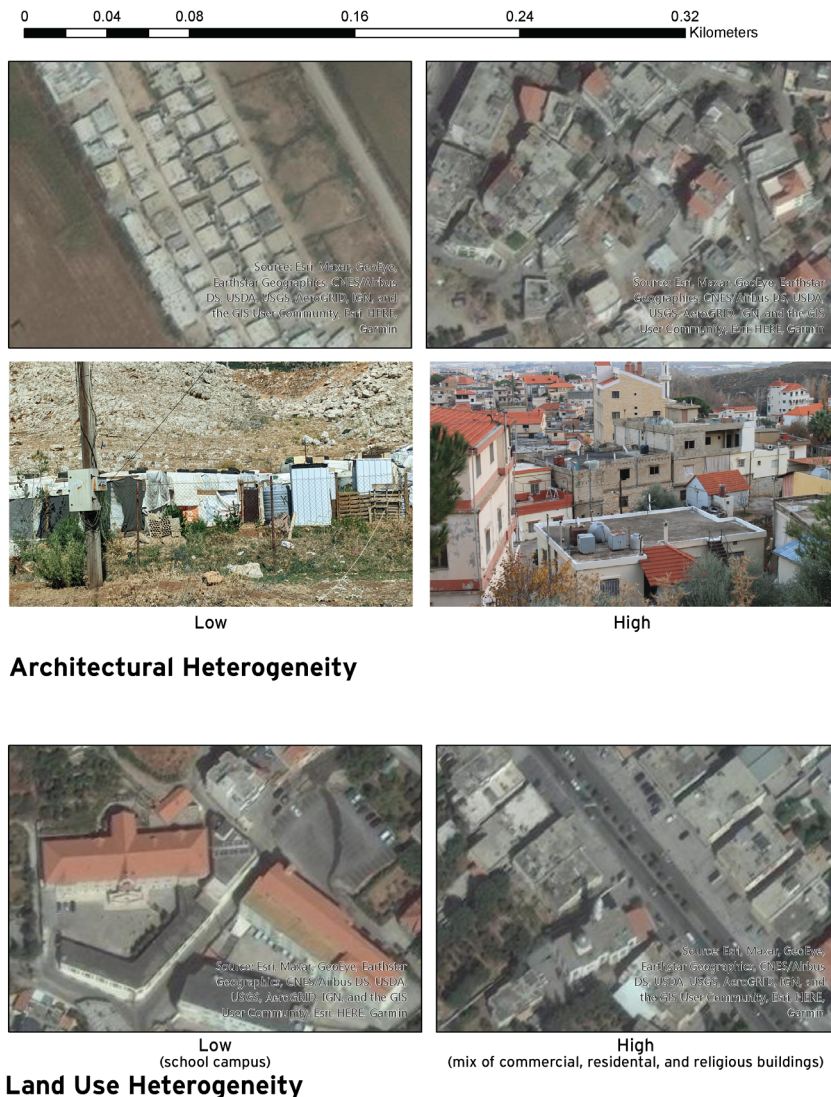 0 0.04 0.08 0.16 0.24 0.32
Kilometers
Source: Esri, Maxar, GeoEye,
Earthstar Geographics, CNES/Airbus
DS, USDA, USGS, AeroGRID, IGN, and
the GIS User Community, Esri, HERE,
Garmin
Source: Esri, Maxar, GeoEye, Earthstar
Geographics, CNES/Airbus DS, USDA,
USGS, AeroGRID, IGN, and the GIS
User Community, Esri, HERE, Garmin
Low
High
Architectural Heterogeneity
Source: Esri, Maxar, GeoEye, Earthstar
Geographics, CNES/Airbus DS, USDA,
USGS, AeroGRID, IGN, and the GIS
User Community, Esri, HERE, Garmin
Source: Esri, Maxar, GeoEye,
Earthstar Geographics, CNES/Airbus
DS, USDA, USGS, AeroGRID, IGN, and
the GIS User Community, Esri, HERE,
Garmin
Low
(school campus)
High
(mix of commercial, residental, and religious buildings)
Land Use Heterogeneity